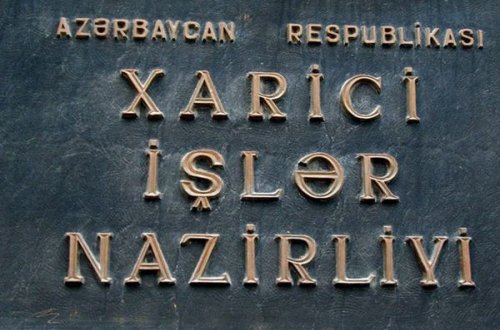 AZƏRBAYCAN RESPUBLİKASI
XARİCİ
İŞLƏR
NAZİRLİYİ